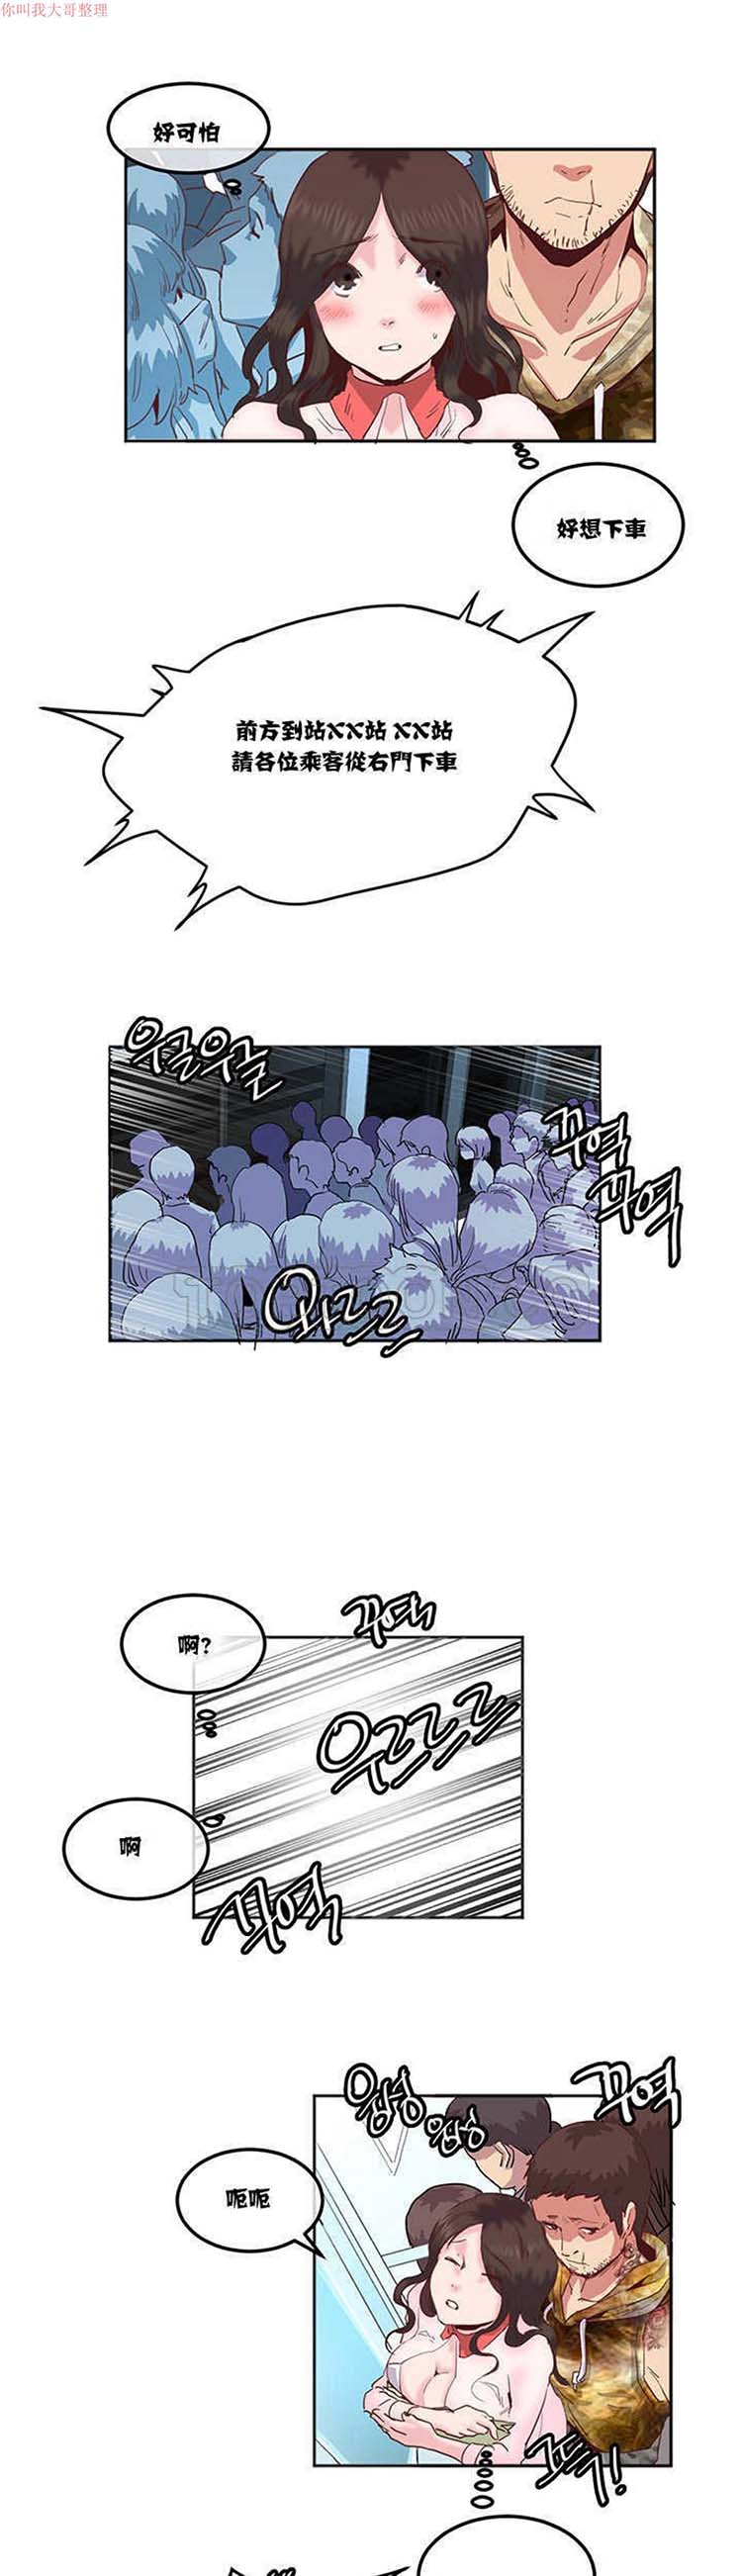 你叫我大哥整理
好可怕
好想下車
前方到站XX站 XX站
請各位乘客從右門下車
우글우글
꾸역
꾸역
와르르
啊?
꾸역
우르르
啊
꾸역
웅성
웅성
꾸역
呃呃
푹!